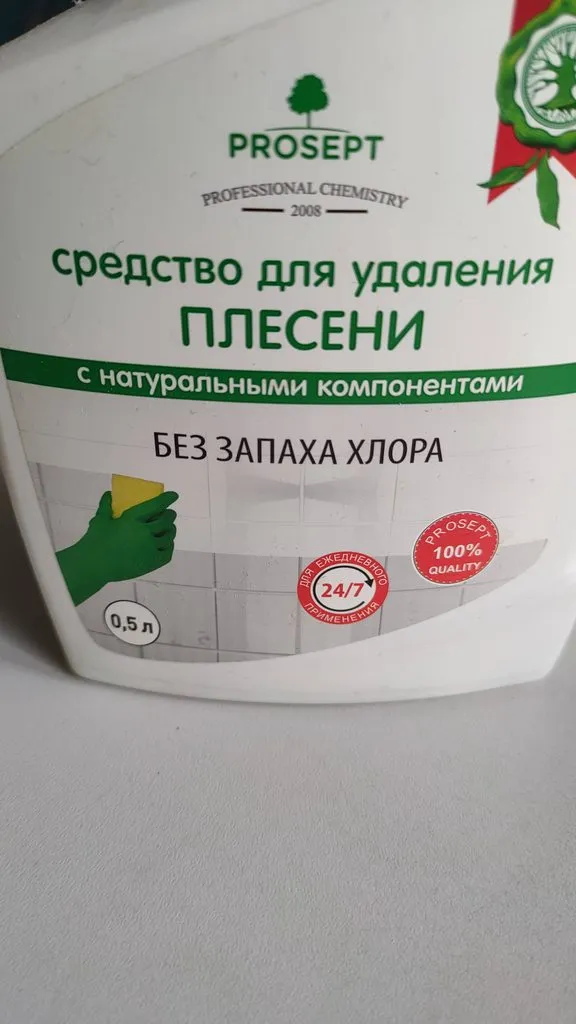 PROSEPT
PROFESSIONAL CHEMISTRY
2008
средство для удаления
ПЛЕСЕНИ
с натуральными компонентами
БЕЗ ЗАПАХА ХЛОРА
PROSEPT
100%
QUALITY
ДЛЯ ЕЖЕДНЕВНОГО
24/7
ПРИМЕНЕНИЯ
0,5 л